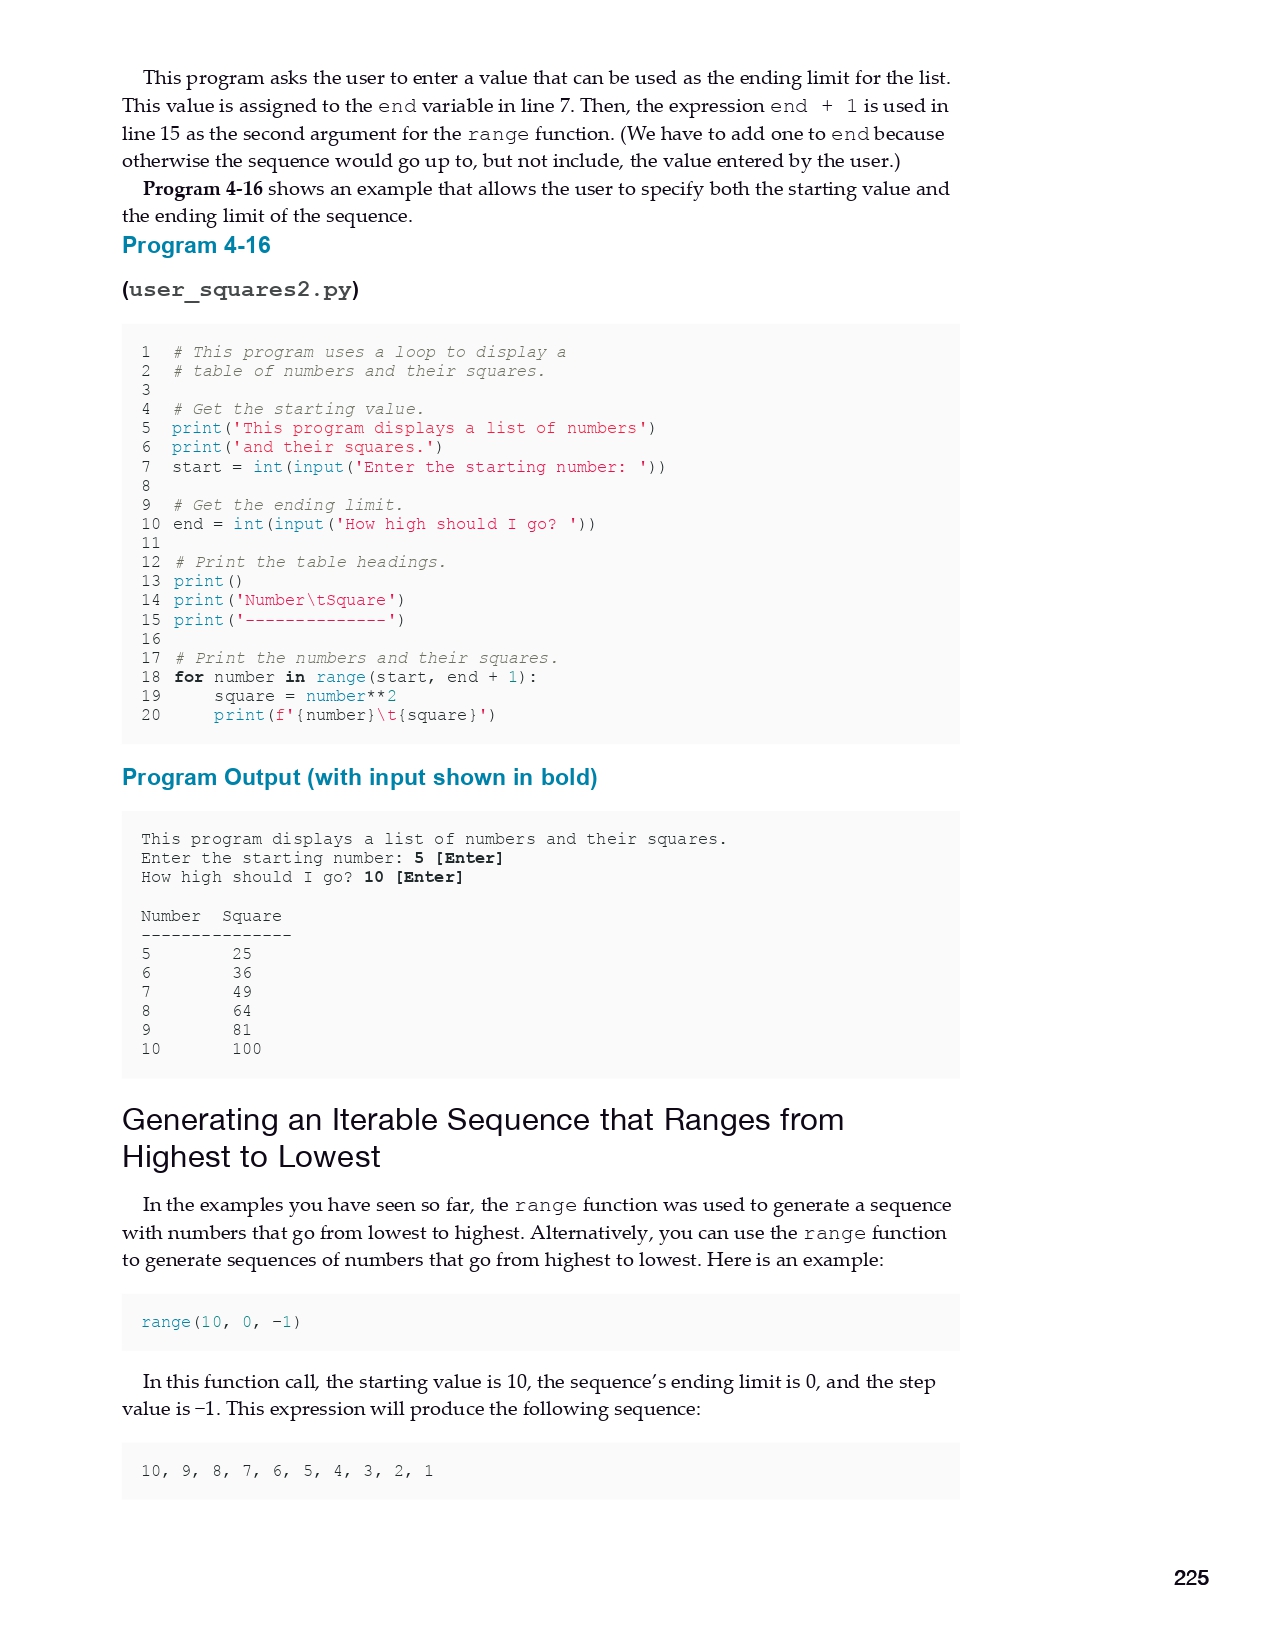 This program asks the user to enter a value that can be used as the ending limit for the list.
This value is assigned to the end variable in line 7. Then, the expression end + 1 is used in
line 15 as the second argument for the range function. (We have to add one to end because
otherwise the sequence would go up to, but not include, the value entered by the user.)
Program 4-16 shows an example that allows the user to specify both the starting value and
the ending limit of the sequence.
Program 4-16
(user_squares2.py)
1 # This program uses a loop to display a
2 # table of numbers and their squares.
3
4 # Get the starting value.
5 print('This program displays a list of numbers')
6 print('and their squares.')
7 start = int(input('Enter the starting number: '))
8
9 # Get the ending limit.
10 end = int(input('How high should I go? '))
11
12 # Print the table headings.
13 print()
14 print('Number\tSquare')
15 print('--------------')
16
17 # Print the numbers and their squares.
18 for number in range(start, end + 1):
19     square = number**2
20     print(f'{number}\t{square}')
Program Output (with input shown in bold)
This program displays a list of numbers and their squares.
Enter the starting number: 5 [Enter]
How high should I go? 10 [Enter]
Number  Square
---------------
5        25
6        36
7        49
8        64
9        81
10       100
Generating an Iterable Sequence that Ranges from
Highest to Lowest
In the examples you have seen so far, the range function was used to generate a sequence
with numbers that go from lowest to highest. Alternatively, you can use the range function
to generate sequences of numbers that go from highest to lowest. Here is an example:
range(10, 0, −1)
In this function call, the starting value is 10, the sequence’s ending limit is 0, and the step
value is −1. This expression will produce the following sequence:
10, 9, 8, 7, 6, 5, 4, 3, 2, 1
225